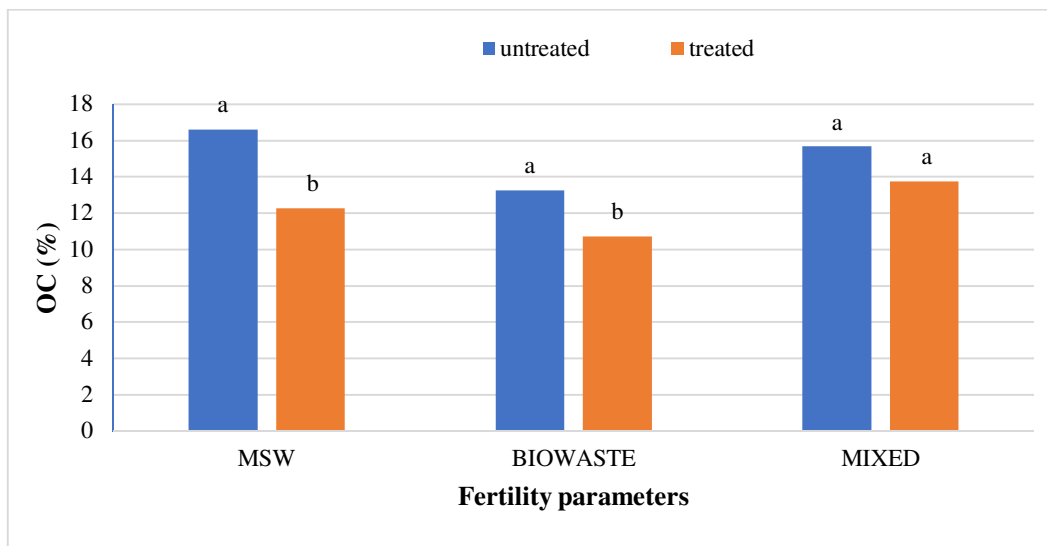 untreated treated
18
16
14
12
10
8
6
4
2
0
OC (%)
a
b
a
b
a
a
MSW BIOWASTE MIXED
Fertility parameters